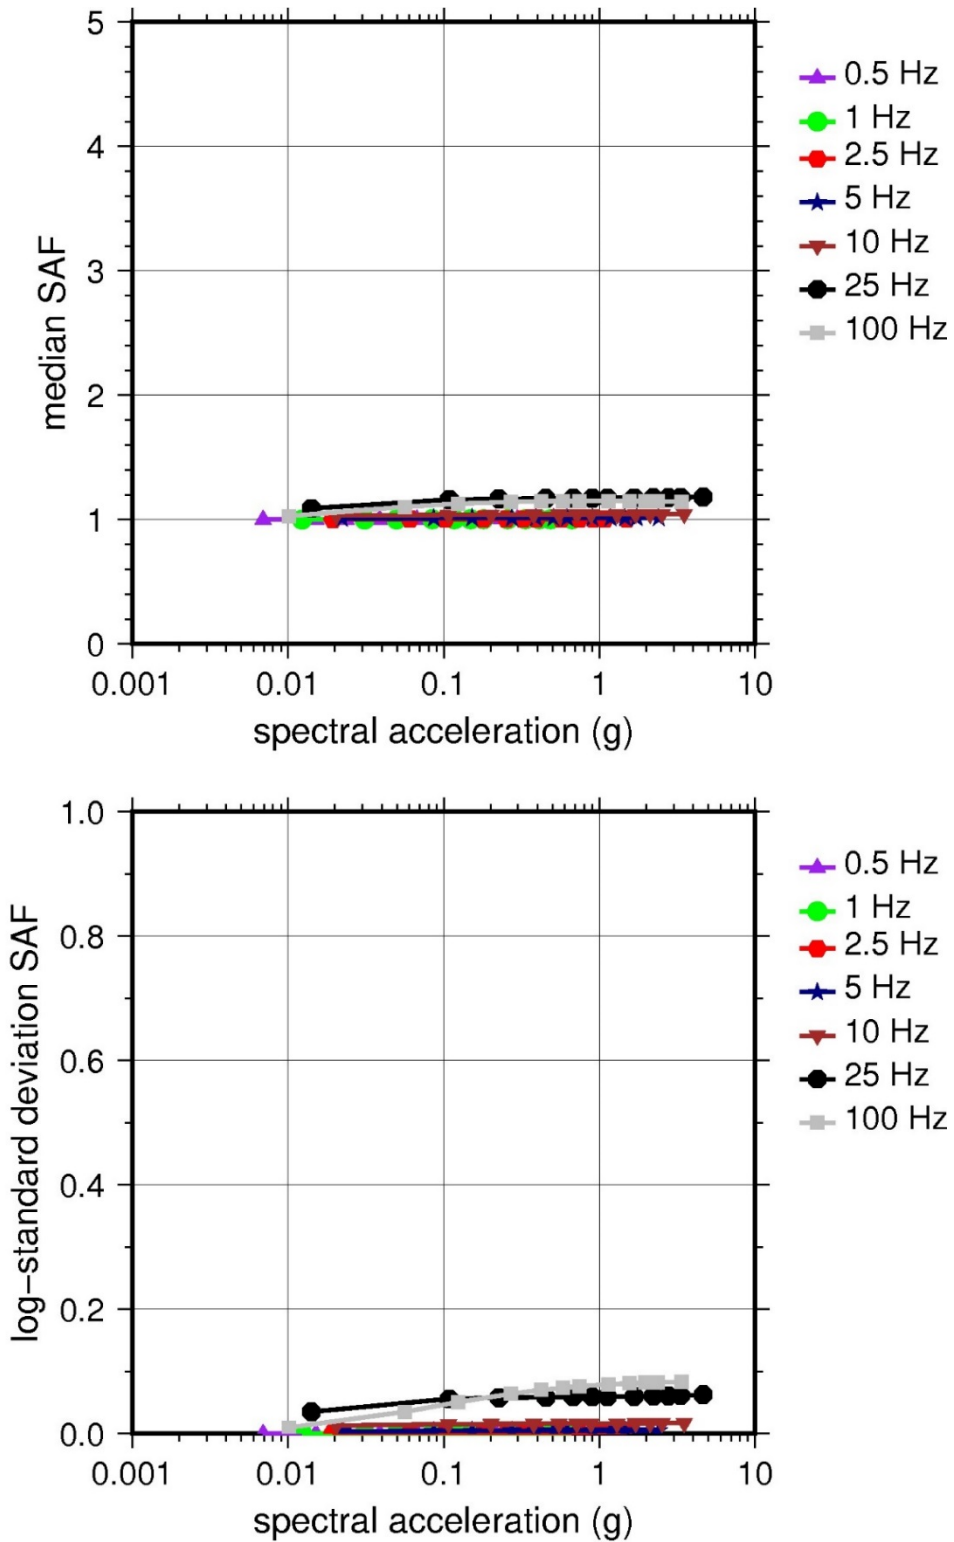 5
4
3
2
1
0
median SAF
0.001 0.01 0.1 1 10
spectral acceleration (g)
0.5 Hz
1 Hz
2.5 Hz
5 Hz
10 Hz
25 Hz
100 Hz
1.0
0.8
0.6
0.4
0.2
0.0
log−standard deviation SAF
0.001 0.01 0.1 1 10
spectral acceleration (g)
0.5 Hz
1 Hz
2.5 Hz
5 Hz
10 Hz
25 Hz
100 Hz